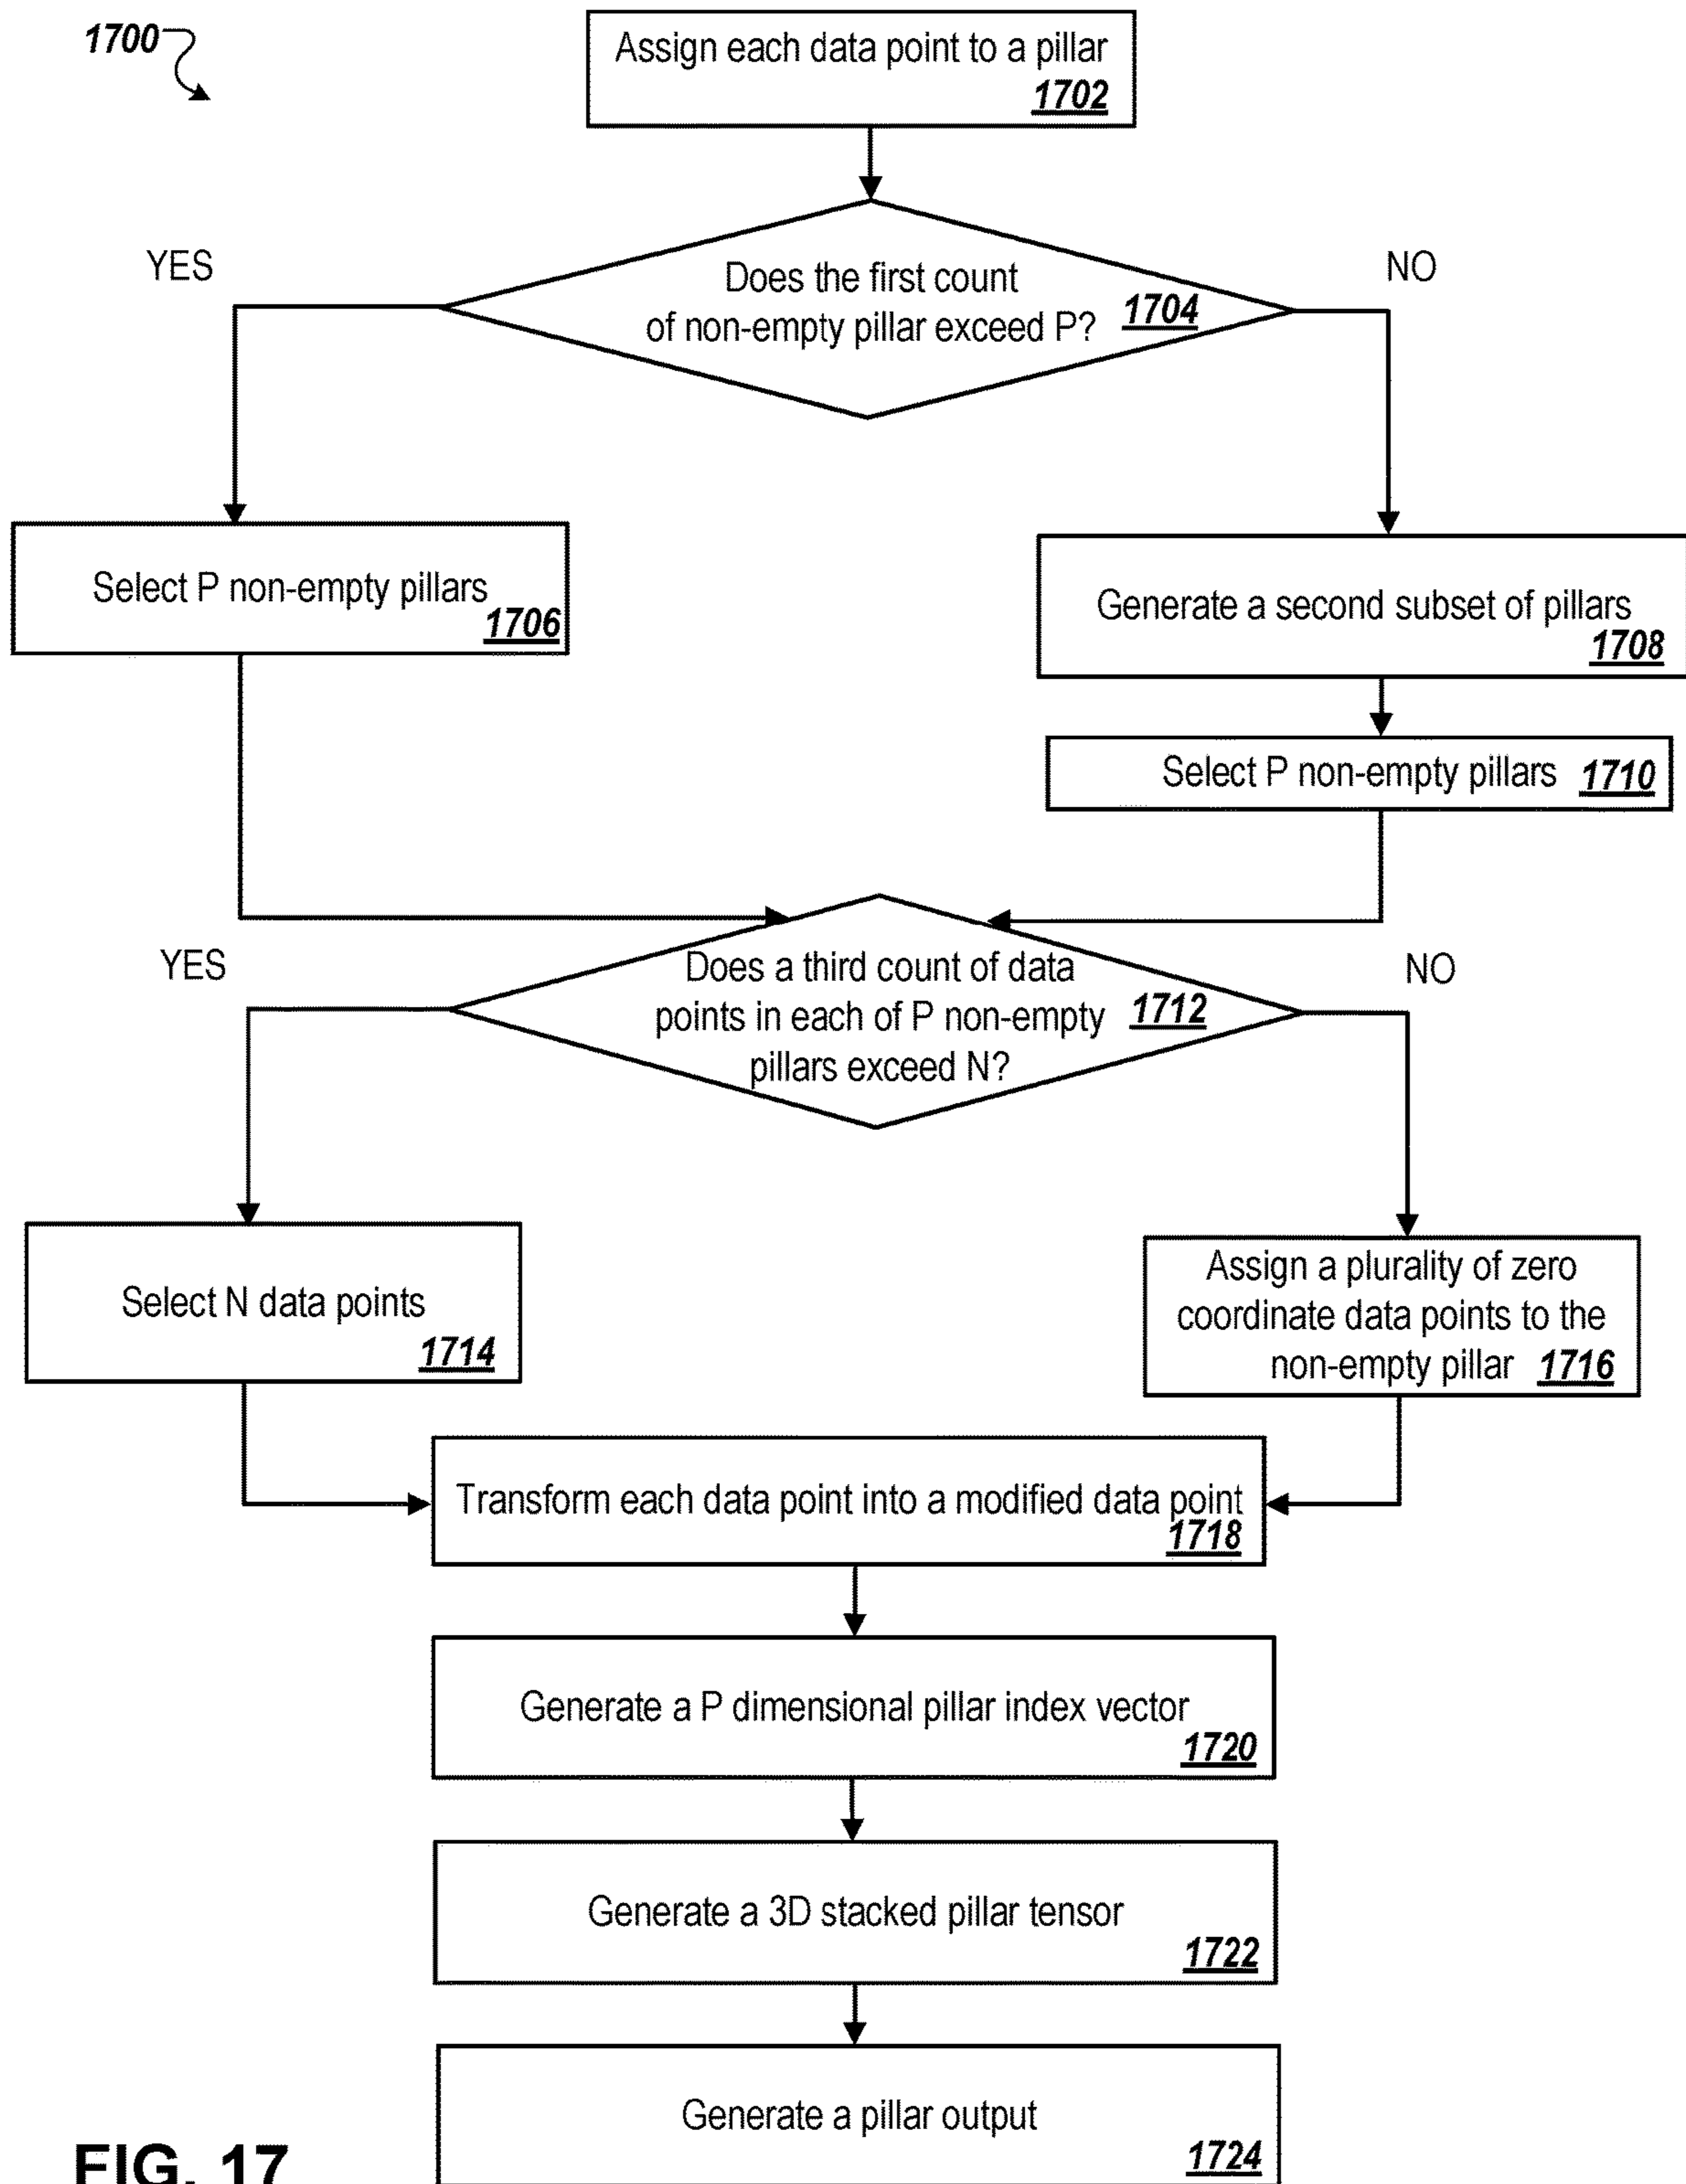 1700
Assign each data point to a pillar
1702
YES
NO
Does the first count
of non-empty pillar exceed P? 1704
Select P non-empty pillars
1706
Generate a second subset of pillars
1708
Select P non-empty pillars 1710
YES
NO
Does a third count of data
points in each of P non-empty 1712
pillars exceed N?
Select N data points
1714
Assign a plurality of zero
coordinate data points to the
non-empty pillar 1716
Transform each data point into a modified data point
1718
Generate a P dimensional pillar index vector
1720
Generate a 3D stacked pillar tensor
1722
Generate a pillar output
1724
FIG. 17